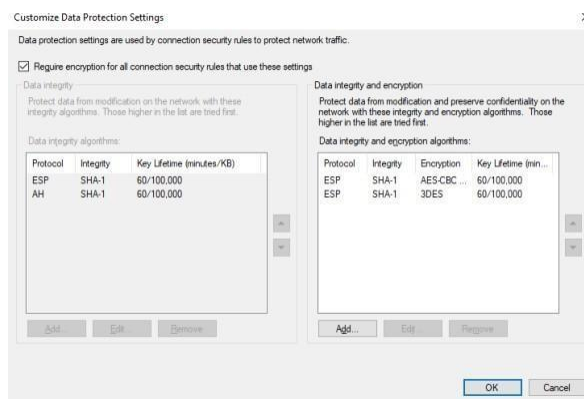 Customize Data Protection Settings
Data protection settings are used by connection security rules to protect network traffic.
Require encryption for all connection security rules that use these settings
Data integrity
Protect data from modification on the network with these
integrity algorithms. Those higher in the list are tried first.
Data integrity algorithms:
Protocol Integrity Key Lifetime (minutes/KB)
ESP SHA-1 60/100,000
AH SHA-1 60/100,000
Add... Edit... Remove
Data integrity and encryption
Protect data from modification and preserve confidentiality on the
network with these integrity and encryption algorithms. Those
higher in the list are tried first.
Data integrity and encryption algorithms:
Protocol Integrity Encryption Key Lifetime (min...
ESP SHA-1 AES-CBC ... 60/100,000
ESP SHA-1 3DES 60/100,000
Add... Edit... Remove
OK Cancel